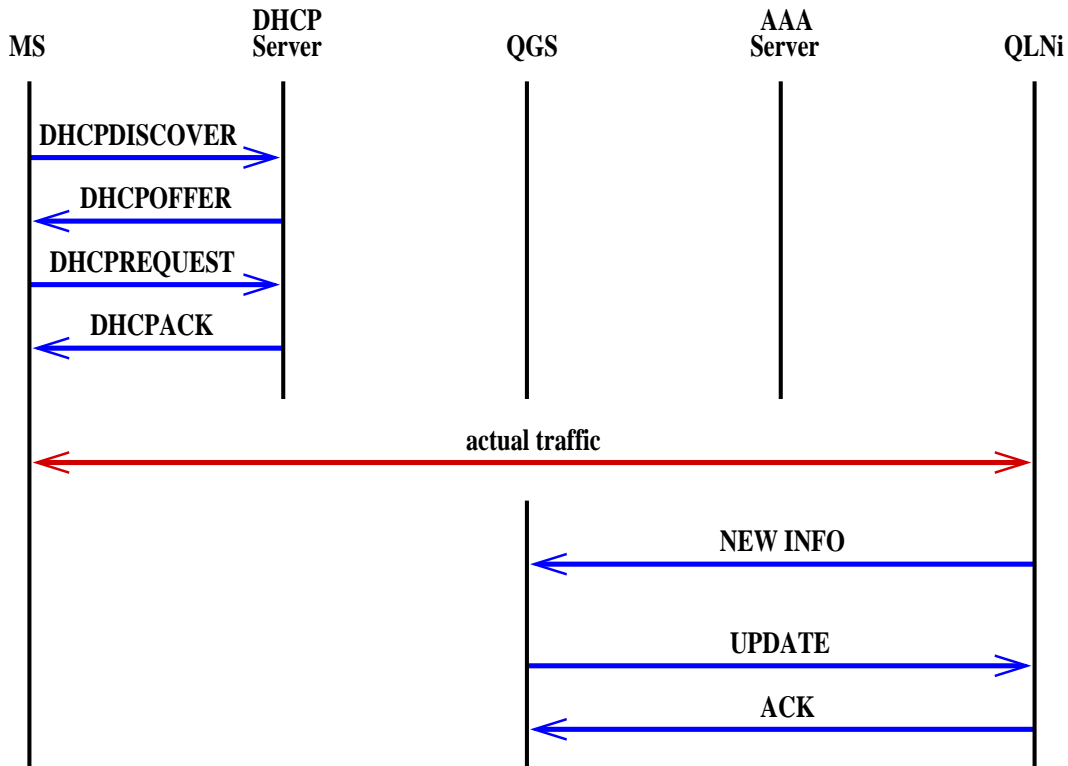 DHCP
AAA
MS
Server
QGS
Server
QLNi
DHCPDISCOVER
DHCPOFFER
DHCPREQUEST
DHCPACK
actual traffic
NEW INFO
UPDATE
ACK